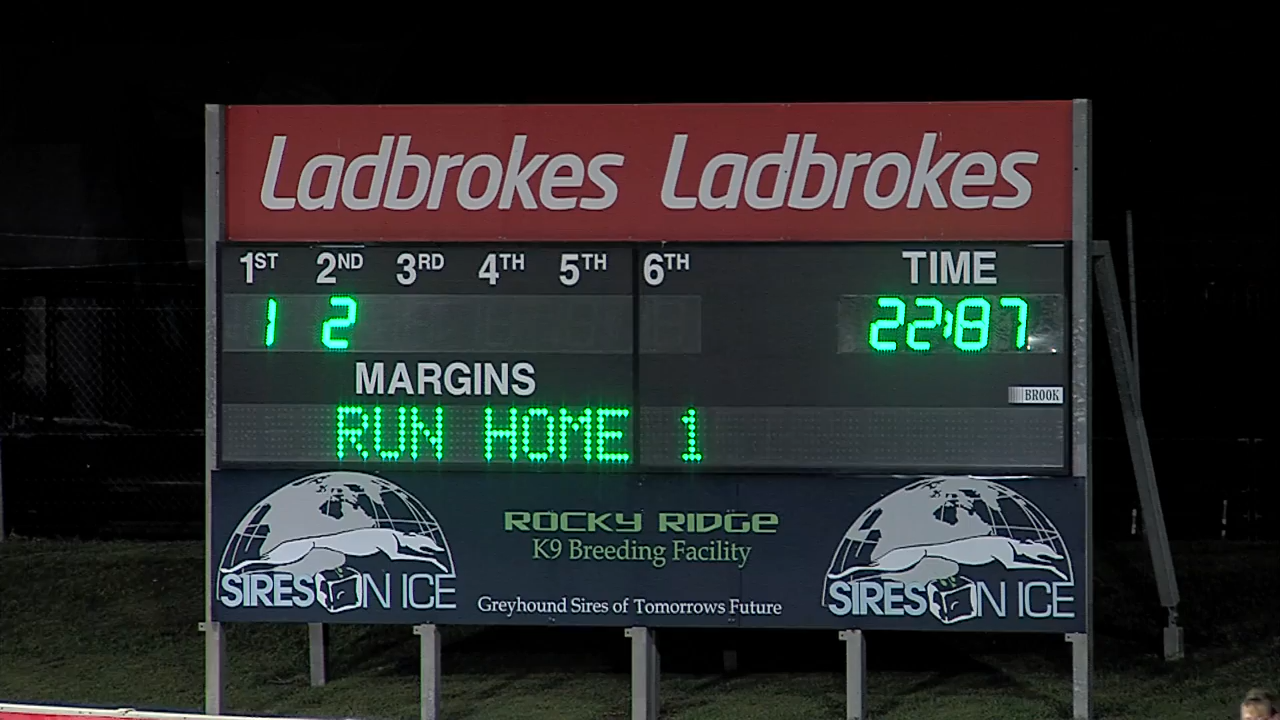 Ladbrokes Ladbrokes
1ST 2ND 3RD 4TH 5TH 6TH TIME
1 2 22:87
MARGINS
BROOK
RUN HOME 1
ROCKY RIDGE
K9 Breeding Facility
SIRES ON ICE SIRES ON ICE
Greyhound Sires of Tomorrows Future